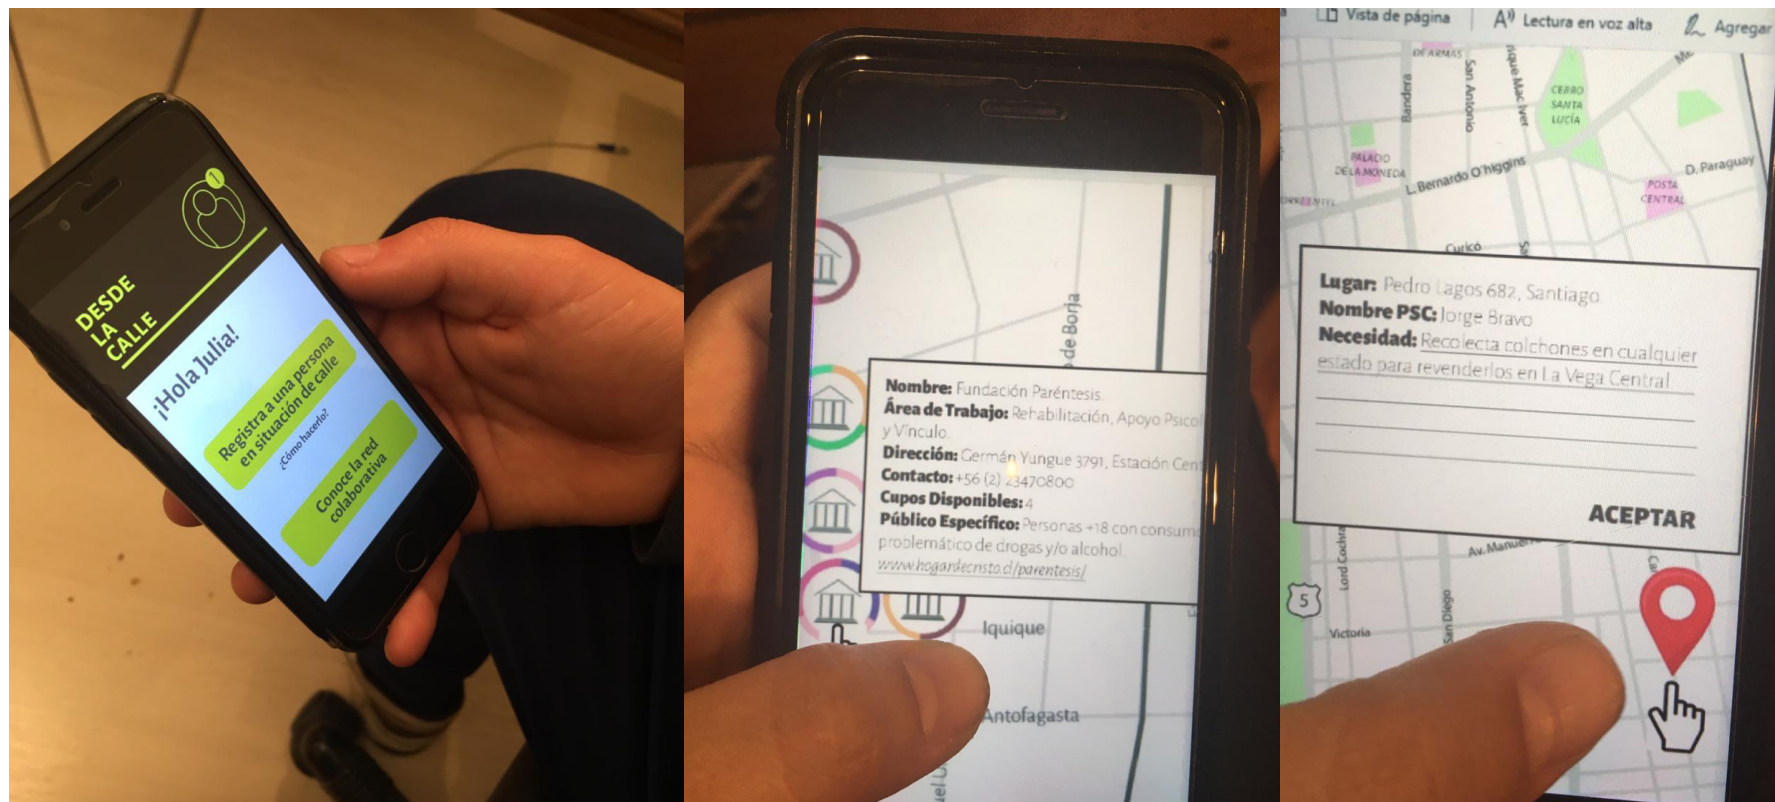 1
DESDE
LA
CALLE
¡Hola Julia!
Registra a una persona
en situación de calle
¿Cómo hacerlo?
Conoce la red
colaborativa
de Borja
Nombre: Fundación Paréntesis.
Área de Trabajo: Rehabilitación, Apoyo Psicol
y Vínculo.
Dirección: Germán Yungue 3791, Estación Cent
Contacto: +56 (2) 23470800
Cupos Disponibles: 4
Público Específico: Personas +18 con consum
problemático de drogas y/o alcohol.
www.hogardecristo.cl/parentesis/
Iquique
Antofagasta
Vista de página
Lectura en voz alta
Agregar
DE ARMAS
Bandera
San Antonio
rique Mac Iver
CERRO
SANTA
LUCÍA
PALACIO
DE LA MONEDA
L. Bernardo O'higgins
D. Paraguay
POSTA
CENTRAL
Curicó
Lugar: Pedro Lagos 682, Santiago
Nombre PSC: Jorge Bravo
Necesidad: Recolecta colchones en cualquier
estado para revenderlos en La Vega Central
ACEPTAR
Av. Manuel
Lord Cochra
5
San Diego
Victoria